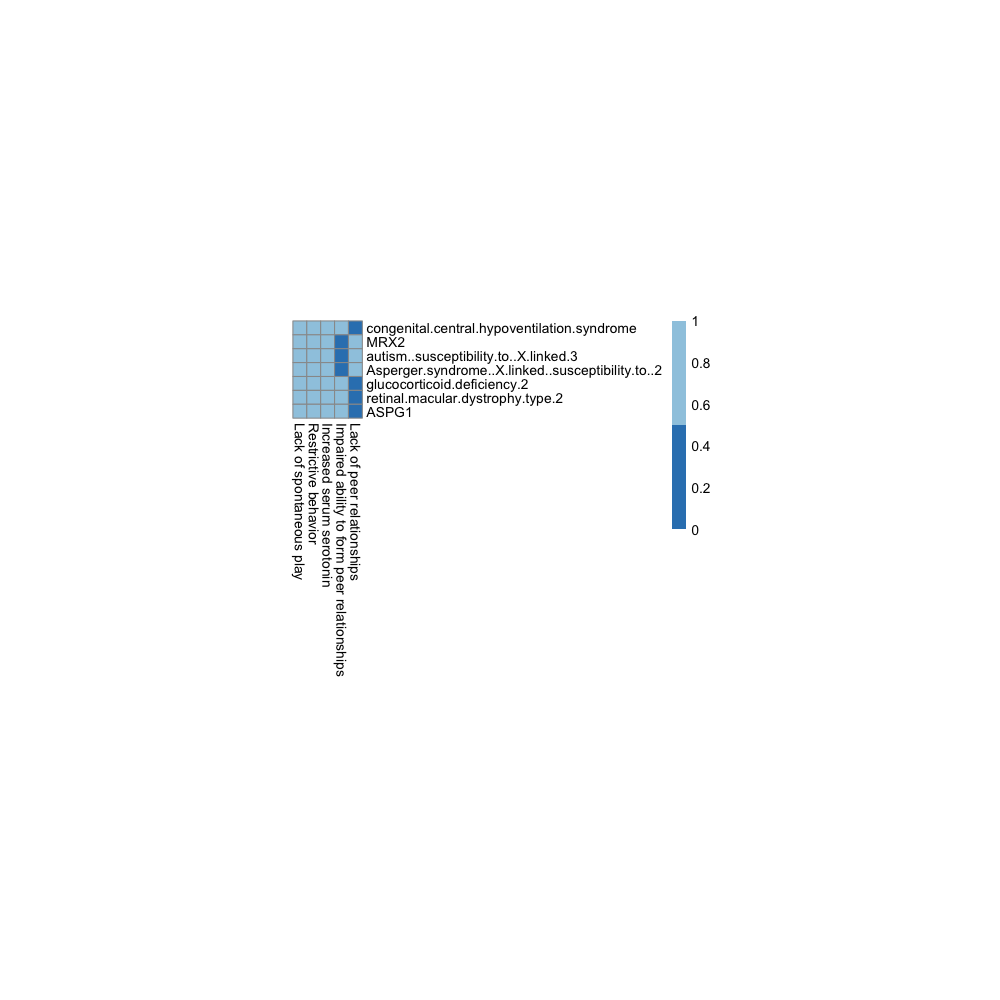 congenital.central.hypoventilation.syndrome
MRX2
autism..susceptibility.to..X.linked.3
Asperger.syndrome..X.linked..susceptibility.to..2
glucocorticoid.deficiency.2
retinal.macular.dystrophy.type.2
ASPG1
Lack of spontaneous play
Restrictive behavior
Increased serum serotonin
Impaired ability to form peer relationships
Lack of peer relationships
1
0.8
0.6
0.4
0.2
0